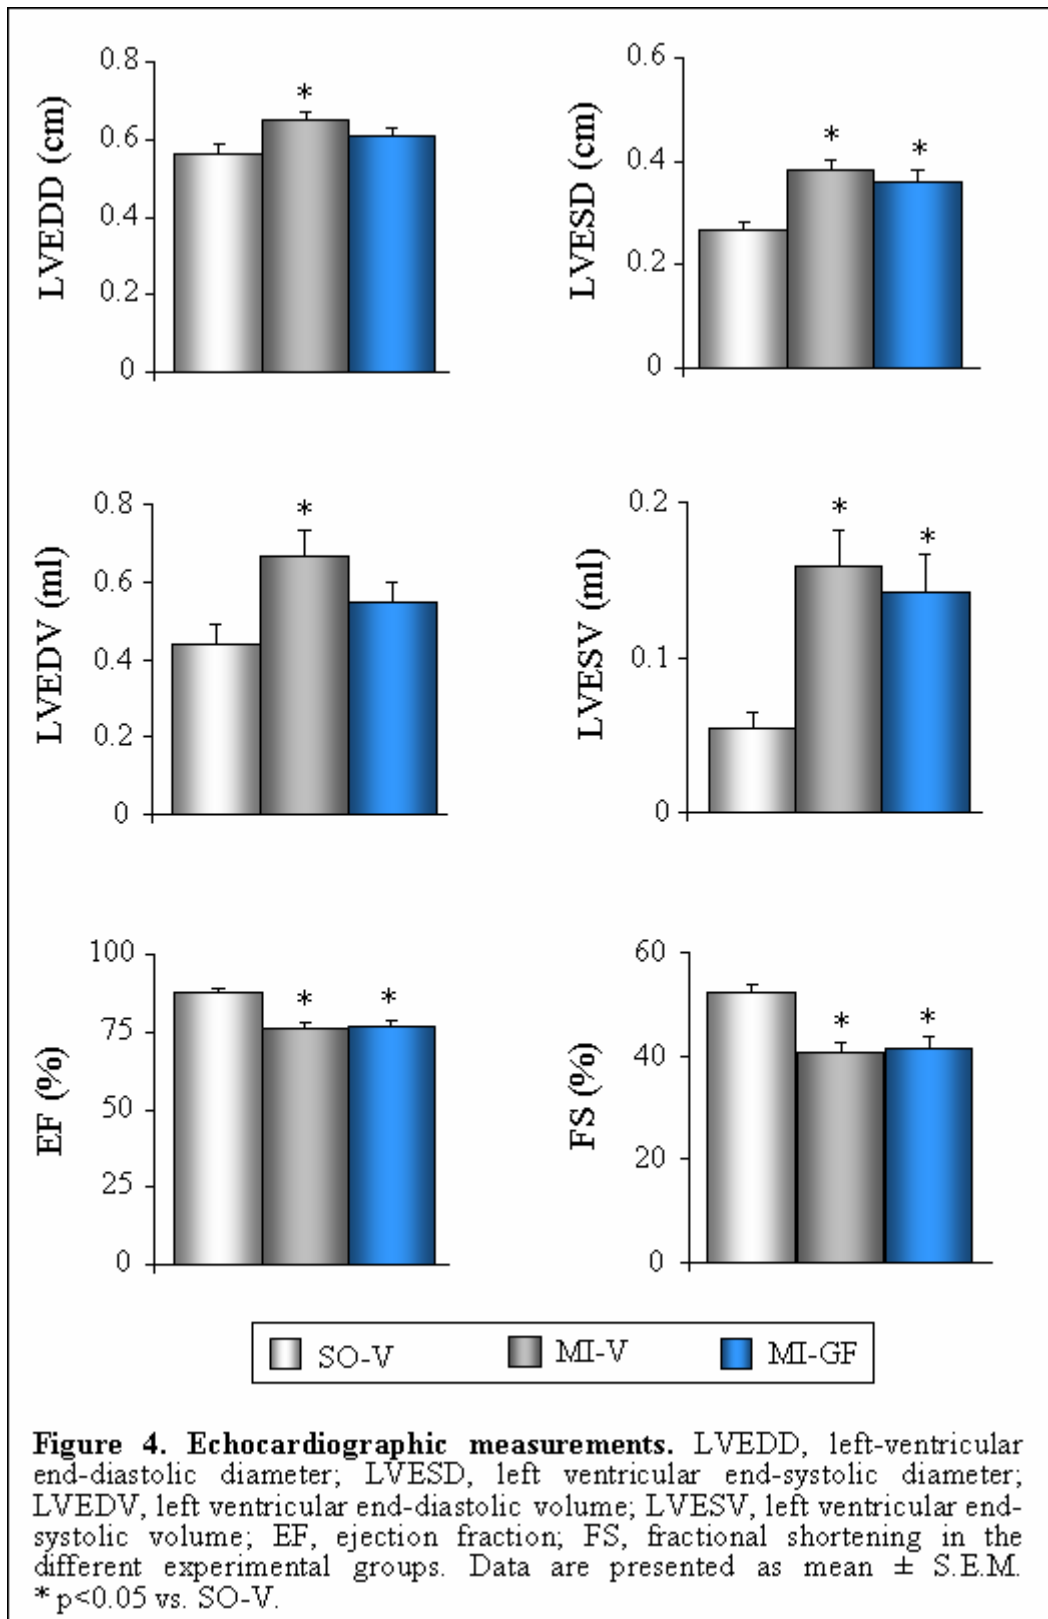 0.8
0.6
0.4
0.2
0
LVEDD (cm)
*
0.6
0.4
0.2
0
LVESD (cm)
* *
0.8
0.6
0.4
0.2
0
LVEDV (ml)
*
0.2
0.1
0
LVESV (ml)
* *
100
75
50
25
0
EF (%)
* *
60
40
20
0
FS (%)
* *
SO-V MI-V MI-GF
Figure 4. Echocardiographic measurements. LVEDD, left-ventricular
end-diastolic diameter; LVESD, left ventricular end-systolic diameter;
LVEDV, left ventricular end-diastolic volume; LVESV, left ventricular end-
systolic volume; EF, ejection fraction; FS, fractional shortening in the
different experimental groups. Data are presented as mean ± S.E.M.
* p<0.05 vs. SO-V.